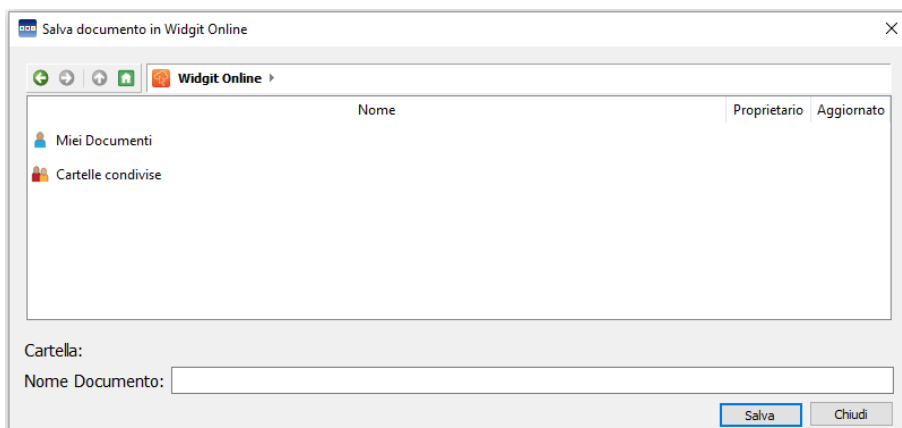 Salva documento in Widgit Online
Widgit Online
Nome Proprietario Aggiornato
Miei Documenti
Cartelle condivise
Cartella:
Nome Documento:
Salva Chiudi